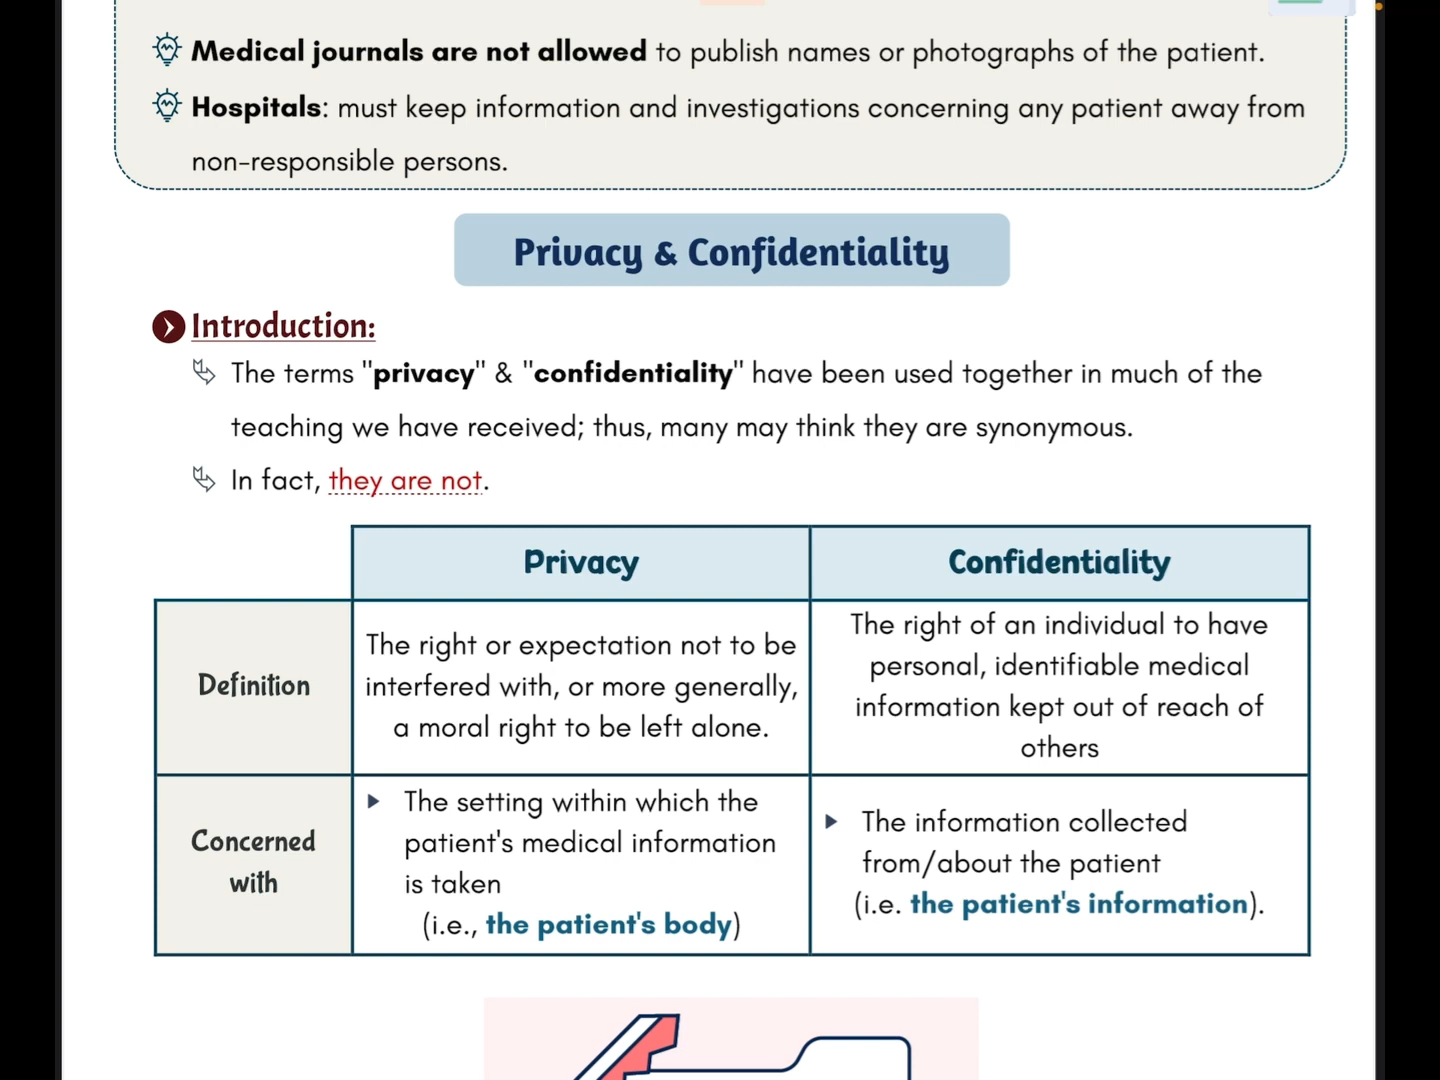 Medical journals are not allowed to publish names or photographs of the patient.
Hospitals: must keep information and investigations concerning any patient away from
non-responsible persons.
Privacy & Confidentiality
Introduction:
The terms "privacy" & "confidentiality" have been used together in much of the
teaching we have received; thus, many may think they are synonymous.
In fact, they are not.
Privacy
Confidentiality
Definition
The right or expectation not to be
interfered with, or more generally,
a moral right to be left alone.
The right of an individual to have
personal, identifiable medical
information kept out of reach of
others
Concerned
with
The setting within which the
patient's medical information
is taken
(i.e., the patient's body)
The information collected
from/about the patient
(i.e. the patient's information).